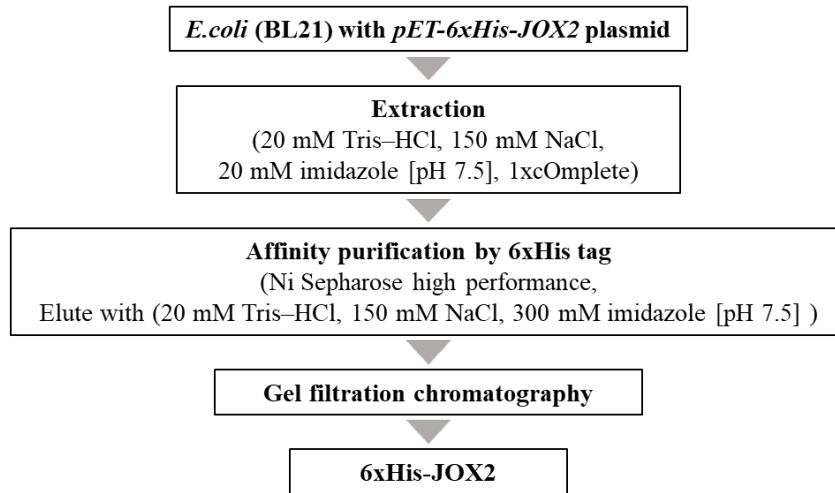 E.coli (BL21) with pET-6xHis-JOX2 plasmid
Extraction
(20 mM Tris–HCl, 150 mM NaCl,
20 mM imidazole [pH 7.5], 1xcOmplete)
Affinity purification by 6xHis tag
(Ni Sepharose high performance,
Elute with (20 mM Tris–HCl, 150 mM NaCl, 300 mM imidazole [pH 7.5] )
Gel filtration chromatography
6xHis-JOX2